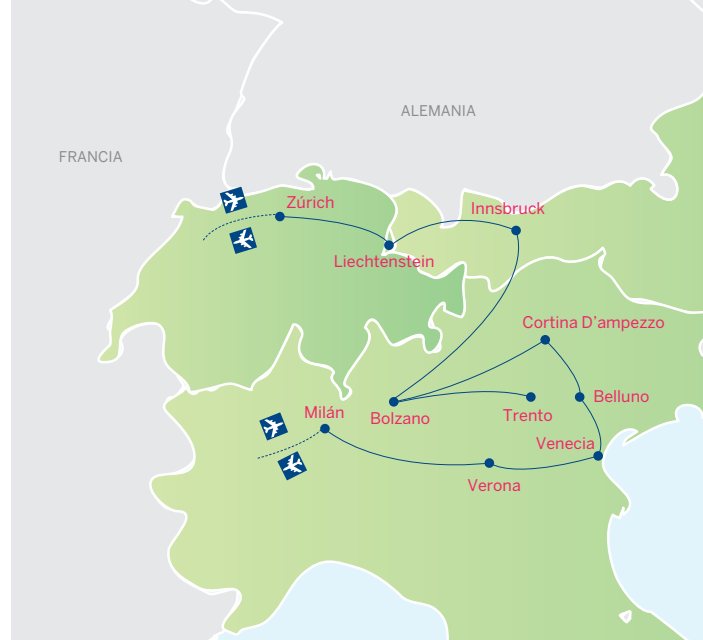 ALEMANIA
FRANCIA
Zúrich
Innsbruck
Liechtenstein
Cortina D'ampezzo
Belluno
Milán
Bolzano
Trento
Venecia
Verona